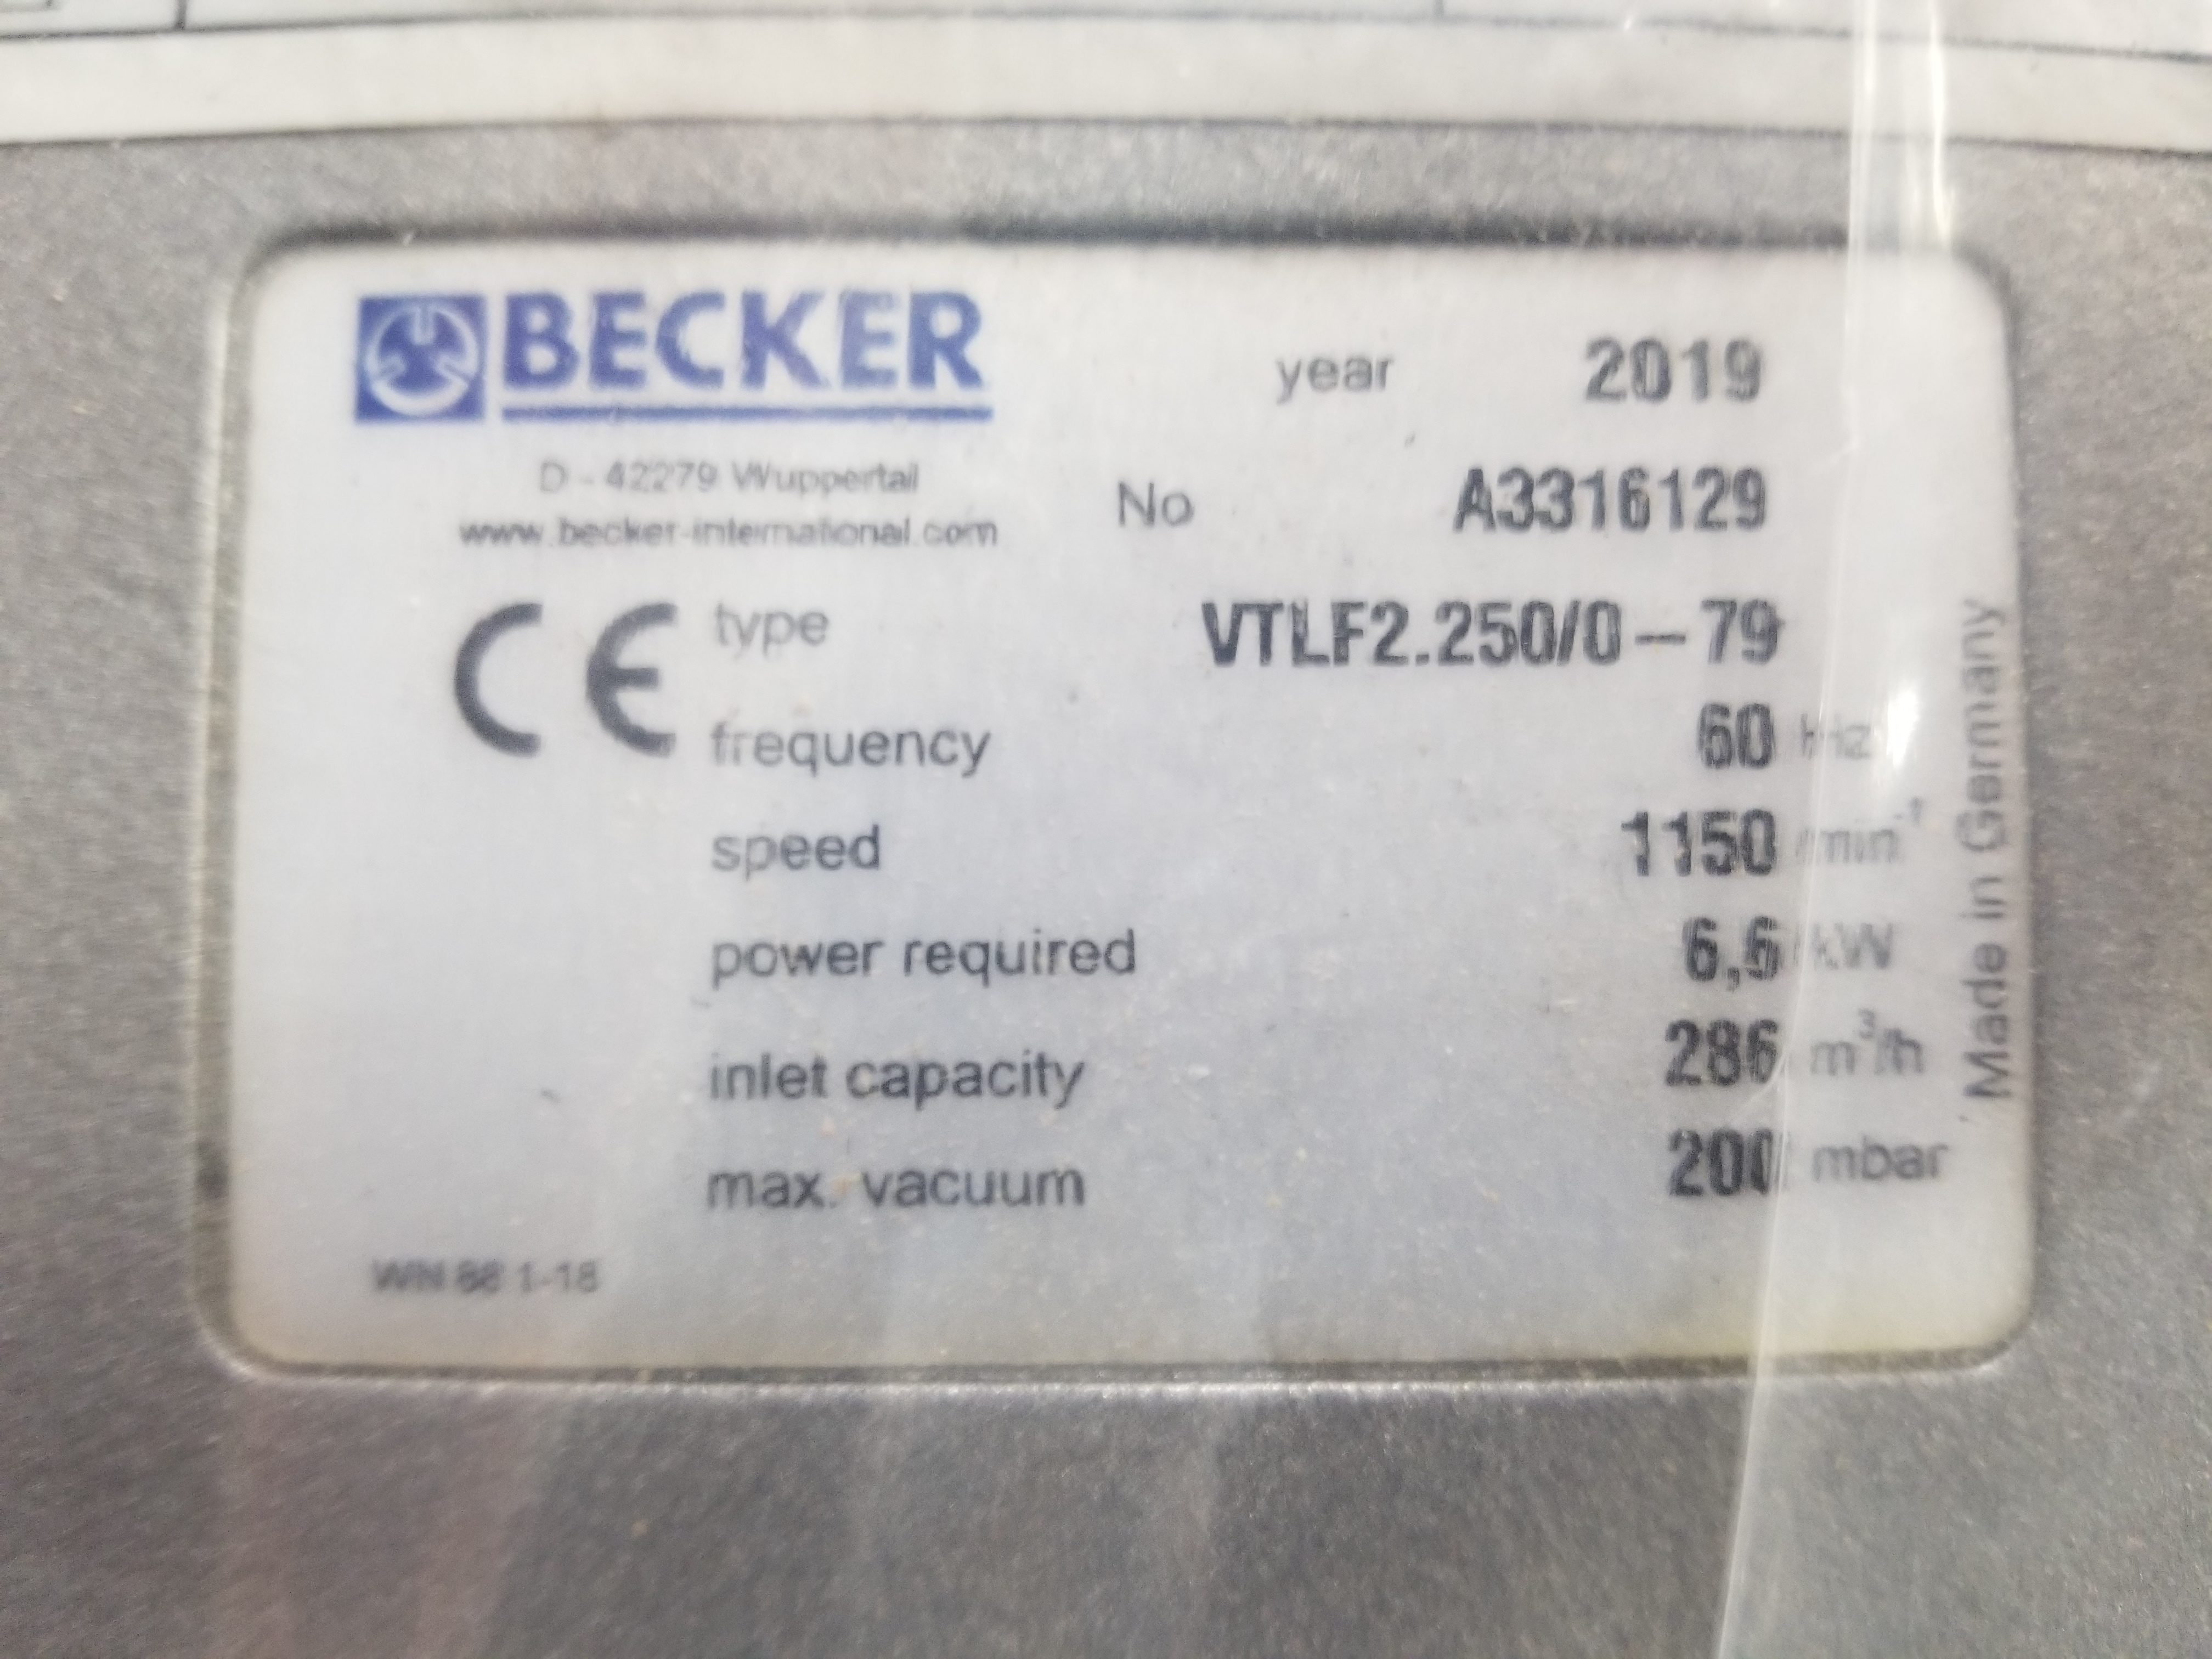 BECKER
D - 42279 Wuppertal
www.becker-international.com
year 2019
No A3316129
CE
type VTLF2.250/0-79
frequency 60 Hz
speed 1150 min⁻¹
power required 6,6 kW
inlet capacity 286 m³/h
max. vacuum 200 mbar
WN 88 1-18
Made in Germany